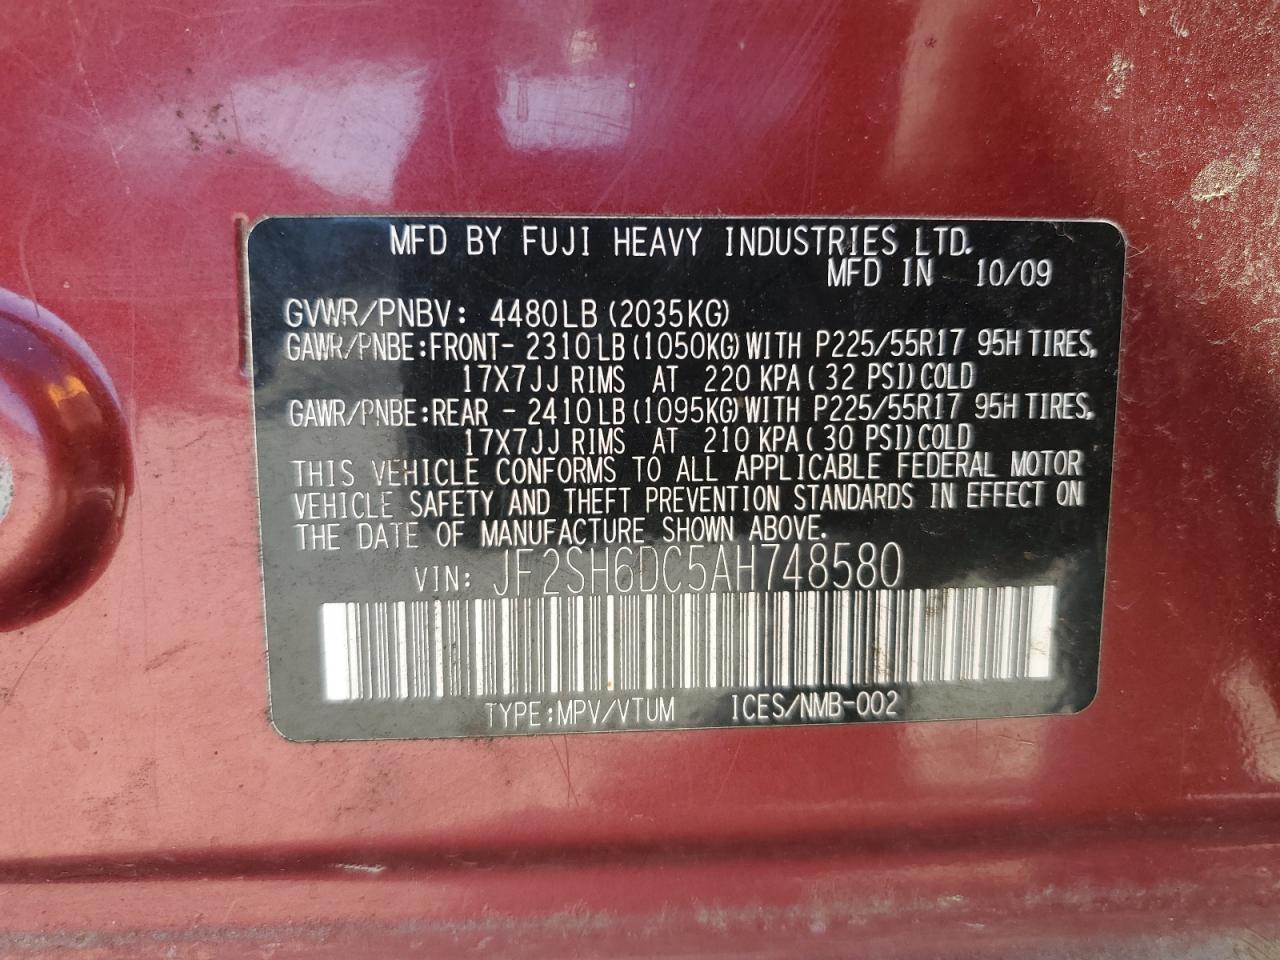 MFD BY FUJI HEAVY INDUSTRIES LTD.
MFD IN 10/09
GVWR/PNBV: 4480LB (2035KG)
GAWR/PNBE:FRONT- 2310 LB (1050KG) WITH P225/55R17 95H TIRES,
17X7JJ RIMS AT 220 KPA ( 32 PSI) COLD
GAWR/PNBE:REAR - 2410 LB (1095KG) WITH P225/55R17 95H TIRES,
17X7JJ RIMS AT 210 KPA ( 30 PSI) COLD
THIS VEHICLE CONFORMS TO ALL APPLICABLE FEDERAL MOTOR
VEHICLE SAFETY AND THEFT PREVENTION STANDARDS IN EFFECT ON
THE DATE OF MANUFACTURE SHOWN ABOVE.
VIN: JF2SH6DC5AH748580
TYPE:MPV/VTUM ICES/NMB-002